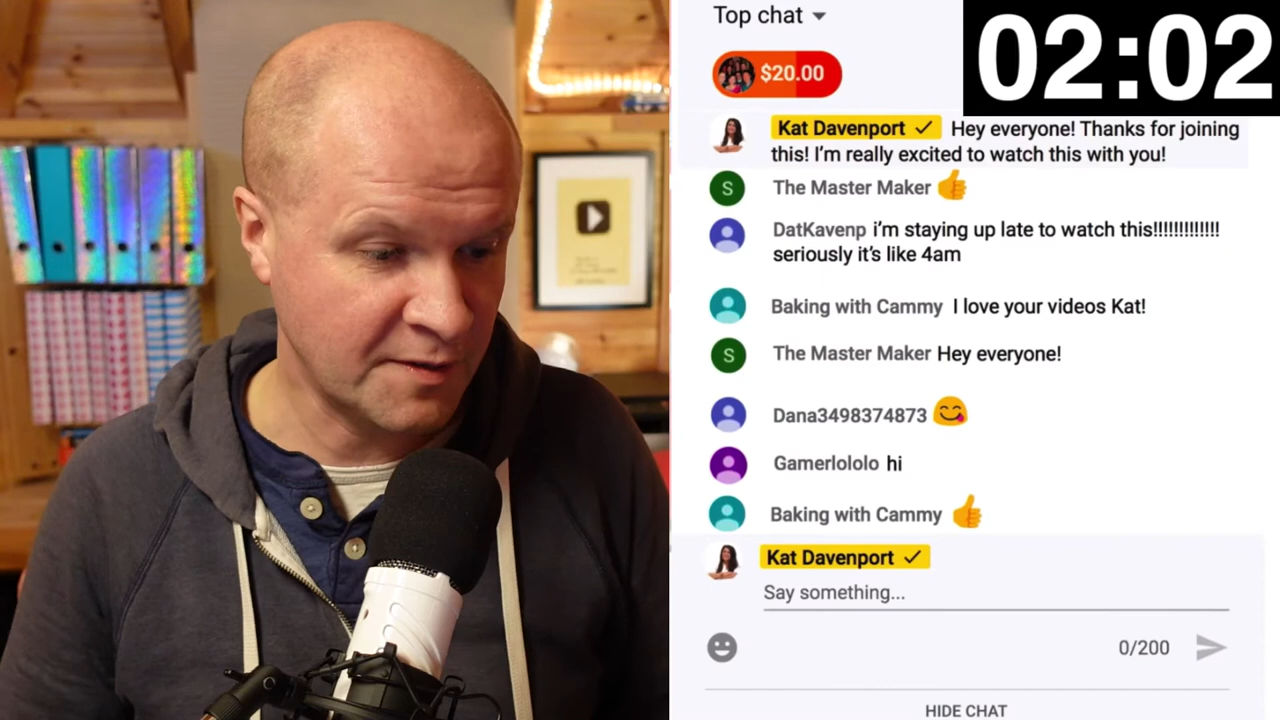 Top chat
02:02
$20.00
Kat Davenport ✓ Hey everyone! Thanks for joining
this! I'm really excited to watch this with you!
S The Master Maker 👍
DatKavenp i'm staying up late to watch this!!!!!!!!!!!!!
seriously it's like 4am
Baking with Cammy I love your videos Kat!
S The Master Maker Hey everyone!
Dana3498374873 😋
Gamerlololo hi
Baking with Cammy 👍
Kat Davenport ✓
Say something...
0/200
HIDE CHAT